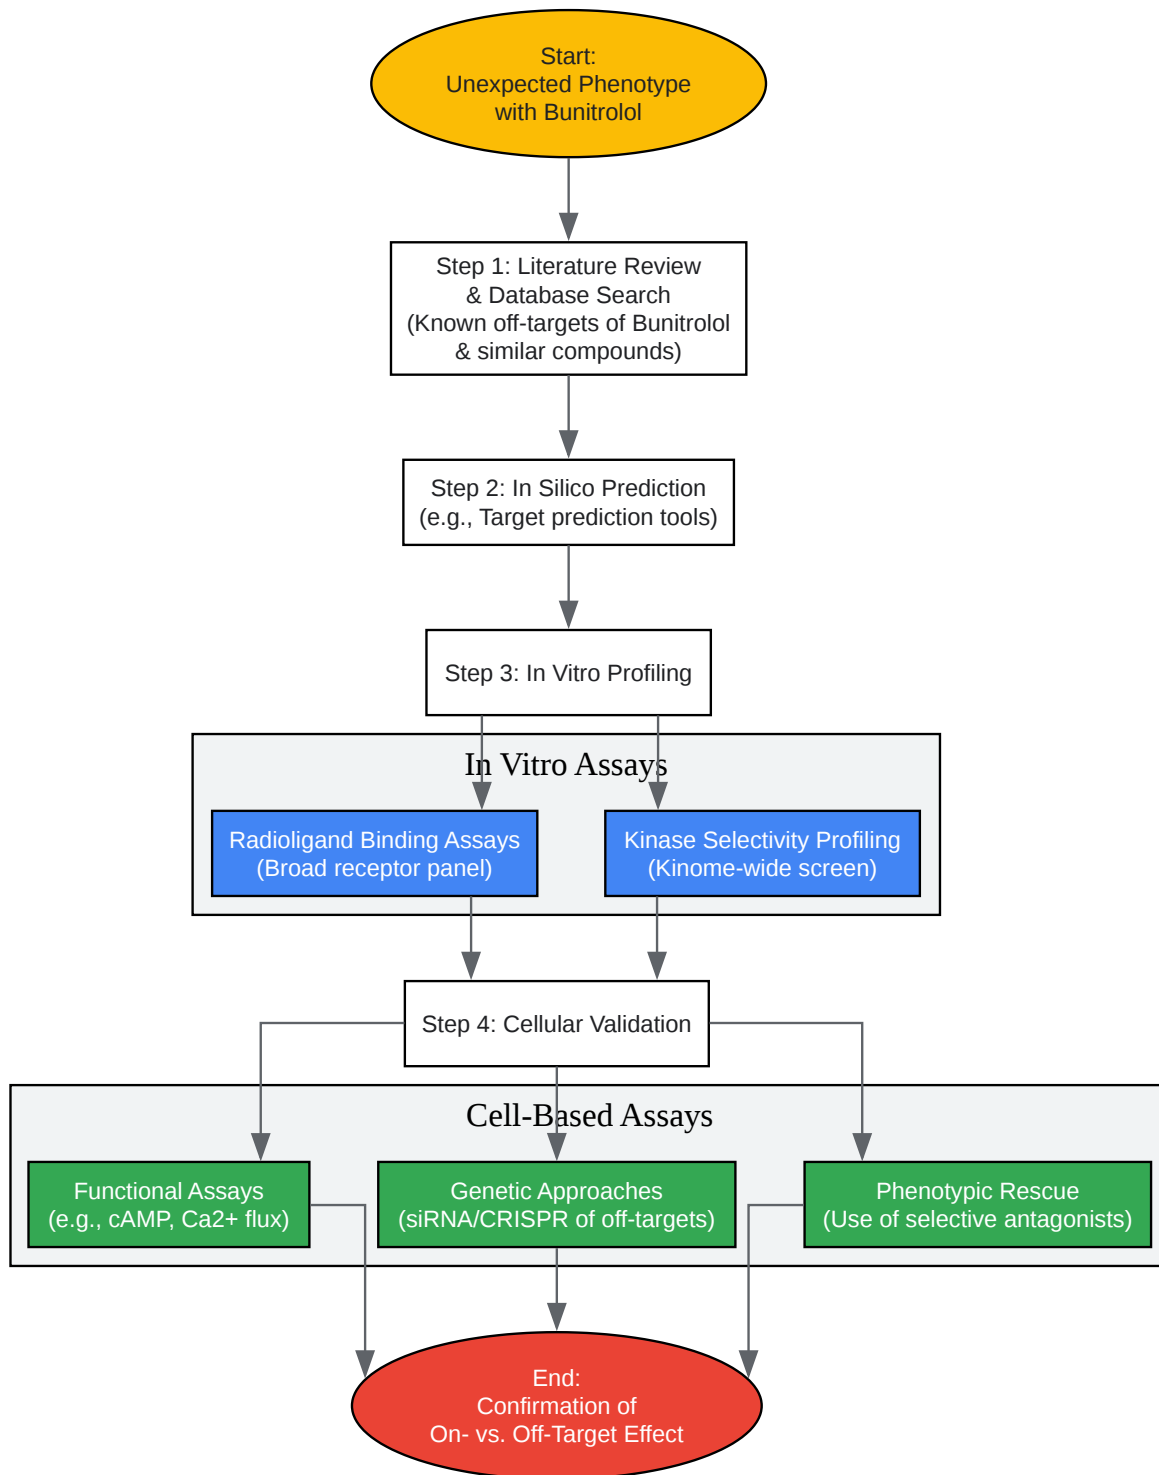 Start:
Unexpected Phenotype
with Bunitrolol
Step 1: Literature Review
& Database Search
(Known off-targets of Bunitrolol
& similar compounds)
Step 2: In Silico Prediction
(e.g., Target prediction tools)
Step 3: In Vitro Profiling
In Vitro Assays
Radioligand Binding Assays
(Broad receptor panel)
Kinase Selectivity Profiling
(Kinome-wide screen)
Step 4: Cellular Validation
Cell-Based Assays
Functional Assays
(e.g., cAMP, Ca2+ flux)
Genetic Approaches
(siRNA/CRISPR of off-targets)
Phenotypic Rescue
(Use of selective antagonists)
End:
Confirmation of
On- vs. Off-Target Effect